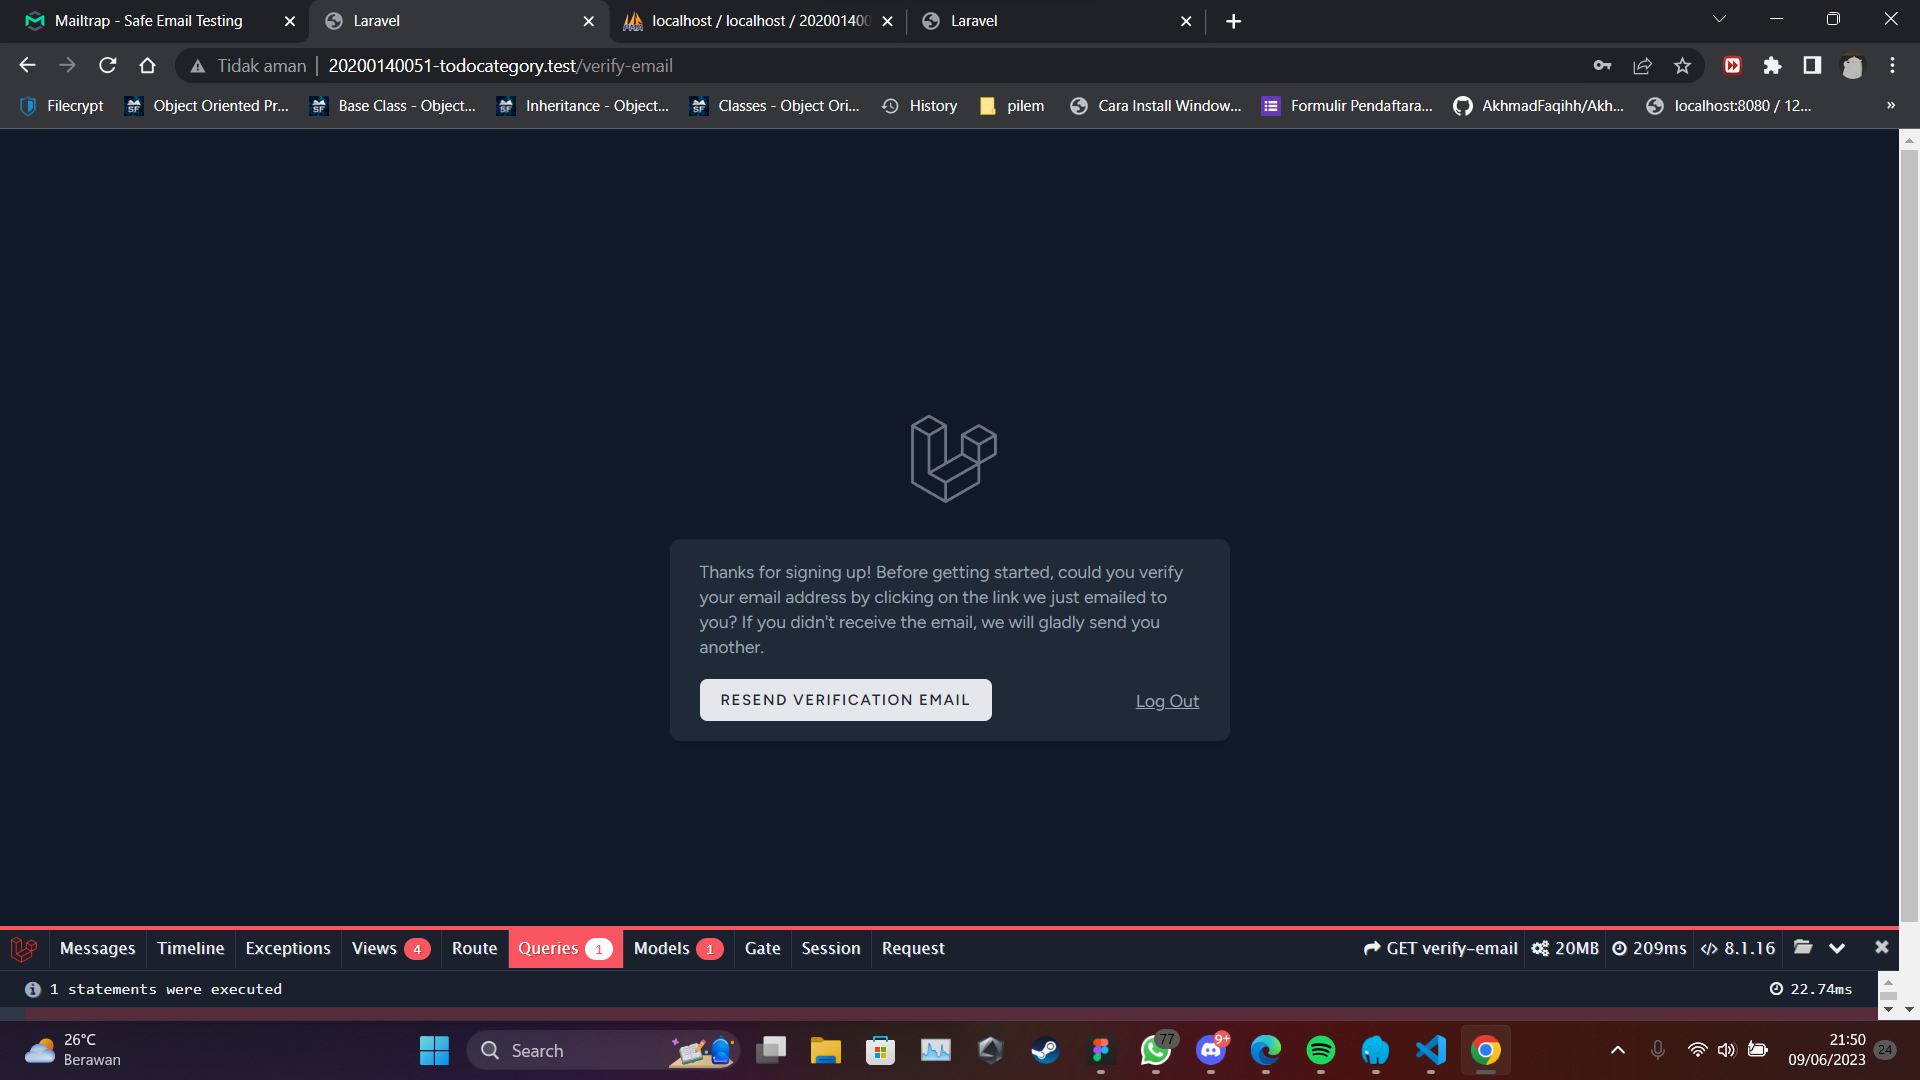 Mailtrap - Safe Email Testing
Laravel
localhost / localhost / 20200140
Laravel
Tidak aman
20200140051-todocategory.test/verify-email
Filecrypt
Object Oriented Pr...
Base Class - Object...
Inheritance - Object...
Classes - Object Ori...
History
pilem
Cara Install Window...
Formulir Pendaftara...
AkhmadFaqihh/Akh...
localhost:8080 / 12...
»
Thanks for signing up! Before getting started, could you verify
your email address by clicking on the link we just emailed to
you? If you didn't receive the email, we will gladly send you
another.
RESEND VERIFICATION EMAIL
Log Out
Messages
Timeline
Exceptions
Views 4
Route
Queries 1
Models 1
Gate
Session
Request
GET verify-email
20MB
209ms
8.1.16
1 statements were executed
22.74ms
26°C
Berawan
Search
77
9+
21:50
09/06/2023
24